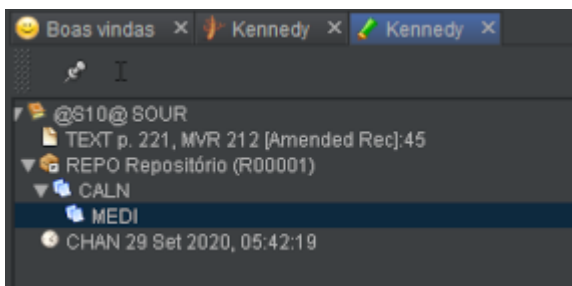 Boas vindas Kennedy Kennedy
@S10@ SOUR
TEXT p. 221, MVR 212 [Amended Rec]:45
REPO Repositório (R00001)
CALN
MEDI
CHAN 29 Set 2020, 05:42:19